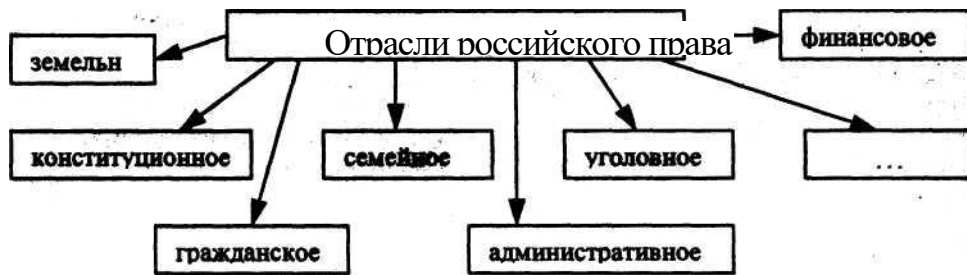 Отрасли российского права
финансовое
земельн
конституционное
семейное
уголовное
...
гражданское
административное